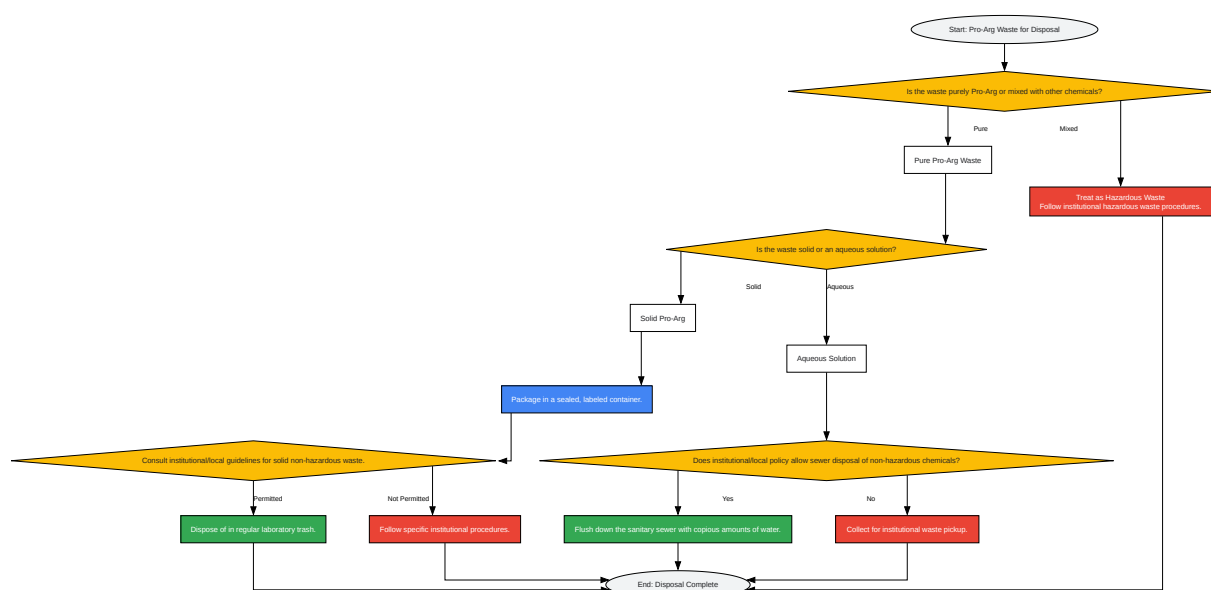 Start: Pro-Arg Waste for Disposal
Is the waste purely Pro-Arg or mixed with other chemicals?
Pure
Mixed
Pure Pro-Arg Waste
Treat as Hazardous Waste
Follow institutional hazardous waste procedures.
Is the waste solid or an aqueous solution?
Solid
Aqueous
Solid Pro-Arg
Aqueous Solution
Package in a sealed, labeled container.
Consult institutional/local guidelines for solid non-hazardous waste.
Does institutional/local policy allow sewer disposal of non-hazardous chemicals?
Permitted
Not Permitted
Yes
No
Dispose of in regular laboratory trash.
Follow specific institutional procedures.
Flush down the sanitary sewer with copious amounts of water.
Collect for institutional waste pickup.
End: Disposal Complete